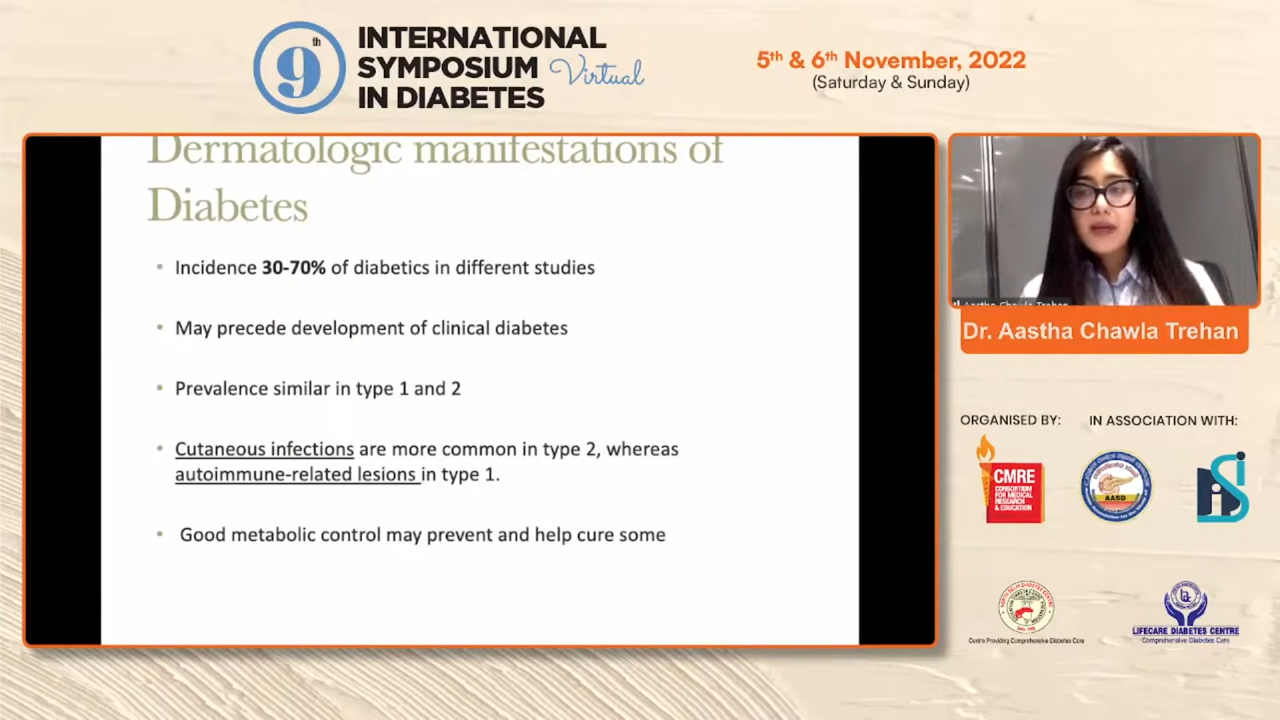 9th
INTERNATIONAL
SYMPOSIUM Virtual
IN DIABETES
5th & 6th November, 2022
(Saturday & Sunday)
Dermatologic manifestations of
Diabetes
• Incidence 30-70% of diabetics in different studies
• May precede development of clinical diabetes
• Prevalence similar in type 1 and 2
• Cutaneous infections are more common in type 2, whereas
autoimmune-related lesions in type 1.
• Good metabolic control may prevent and help cure some
Aastha Chawla Trehan
Dr. Aastha Chawla Trehan
ORGANISED BY:
IN ASSOCIATION WITH:
CMRE
CONSORTIUM
FOR MEDICAL
RESEARCH
& EDUCATION
AASD
Centre Providing Comprehensive Diabetes Care
LIFECARE DIABETES CENTRE
Comprehensive Diabetes Care